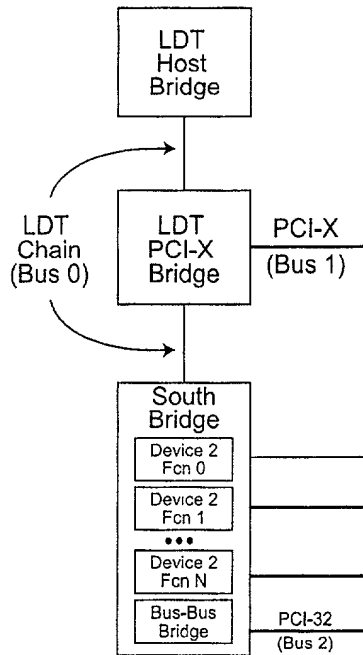 LDT
Host
Bridge
LDT
Chain
(Bus 0)
LDT
PCI-X
Bridge
PCI-X
(Bus 1)
South
Bridge
Device 2
Fcn 0
Device 2
Fcn 1
•••
Device 2
Fcn N
Bus-Bus
Bridge
PCI-32
(Bus 2)